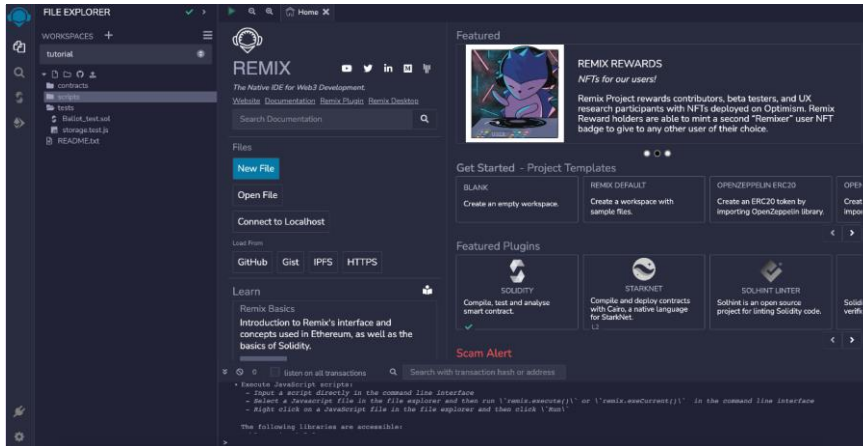 FILE EXPLORER
WORKSPACES
tutorial
contracts
scripts
tests
Ballot_test.sol
storage.test.js
README.txt
Home
REMIX
The Native IDE for Web3 Development.
Website Documentation Remix Plugin Remix Desktop
Search Documentation
Files
New File
Open File
Connect to Localhost
Load From
GitHub Gist IPFS HTTPS
Learn
Remix Basics
Introduction to Remix's interface and
concepts used in Ethereum, as well as the
basics of Solidity.
Featured
REMIX REWARDS
NFTs for our users!
Remix Project rewards contributors, beta testers, and UX
research participants with NFTs deployed on Optimism. Remix
Reward holders are able to mint a second "Remixer" user NFT
badge to give to any other user of their choice.
Get Started - Project Templates
BLANK
Create an empty workspace.
REMIX DEFAULT
Create a workspace with
sample files.
OPENZEPPELIN ERC20
Create an ERC20 token by
importing OpenZeppelin library.
OPEN
Creat
impor
Featured Plugins
SOLIDITY
Compile, test and analyse
smart contract.
STARKNET
Compile and deploy contracts
with Cairo, a native language
for StarkNet.
L2
SOLHINT LINTER
Solhint is an open source
project for linting Solidity code.
Solidi
verifi
Scam Alert
0 listen on all transactions Search with transaction hash or address
• Execute JavaScript scripts:
- Input a script directly in the command line interface
- Select a Javascript file in the file explorer and then run \`remix.execute()\` or \`remix.exeCurrent()\` in the command line interface
- Right click on a JavaScript file in the file explorer and then click \`Run\`
The following libraries are accessible:
>